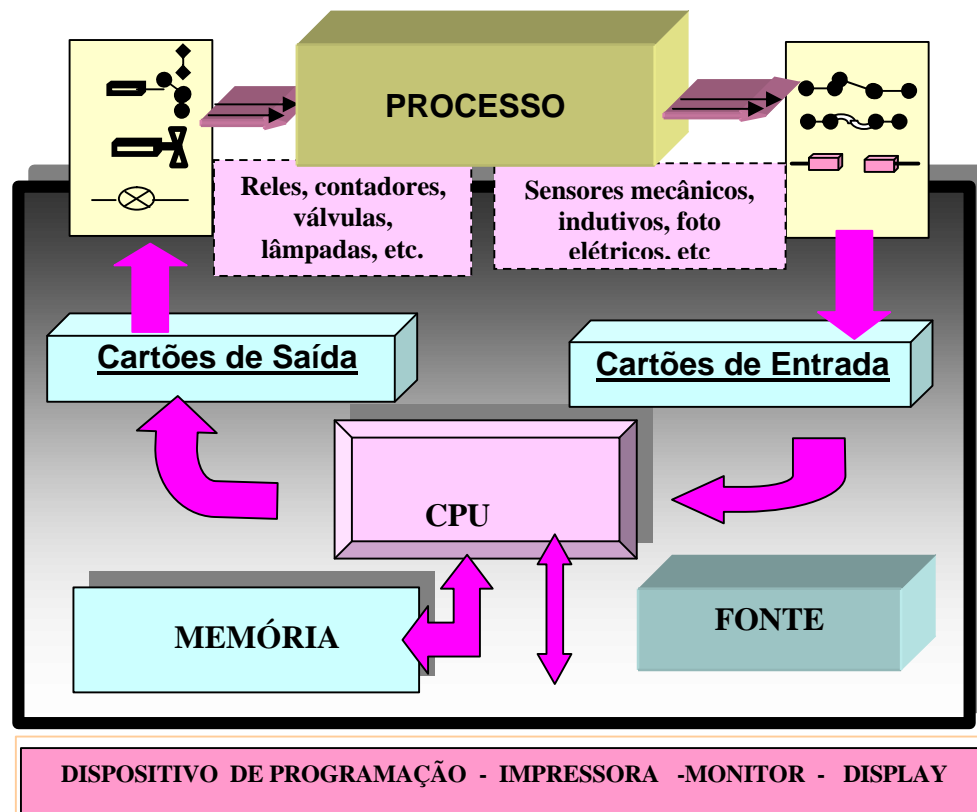 PROCESSO
Reles, contadores,
válvulas,
lâmpadas, etc.
Sensores mecânicos,
indutivos, foto
elétricos, etc
Cartões de Saída
Cartões de Entrada
CPU
MEMÓRIA
FONTE
DISPOSITIVO DE PROGRAMAÇÃO - IMPRESSORA -MONITOR - DISPLAY